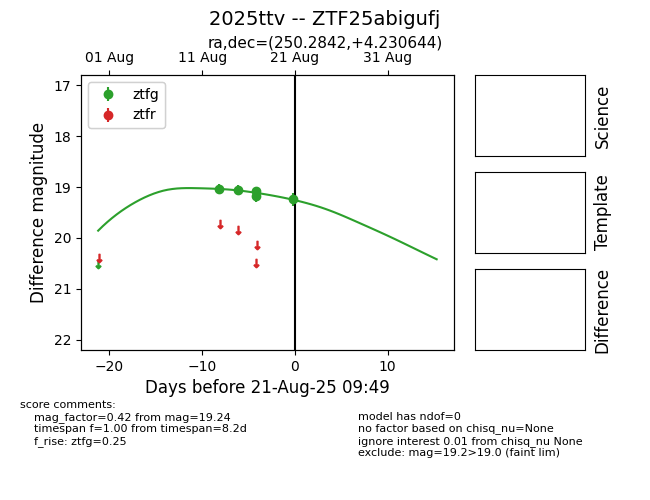 2025ttv -- ZTF25abigufj
ra,dec=(250.2842,+4.230644)
01 Aug 11 Aug 21 Aug 31 Aug
ztfg
ztfr
17
18
19
20
21
22
Difference magnitude
−20 −10 0 10
Days before 21-Aug-25 09:49
Science
Template
Difference
score comments:
mag_factor=0.42 from mag=19.24
timespan f=1.00 from timespan=8.2d
f_rise: ztfg=0.25
model has ndof=0
no factor based on chisq_nu=None
ignore interest 0.01 from chisq_nu None
exclude: mag=19.2>19.0 (faint lim)